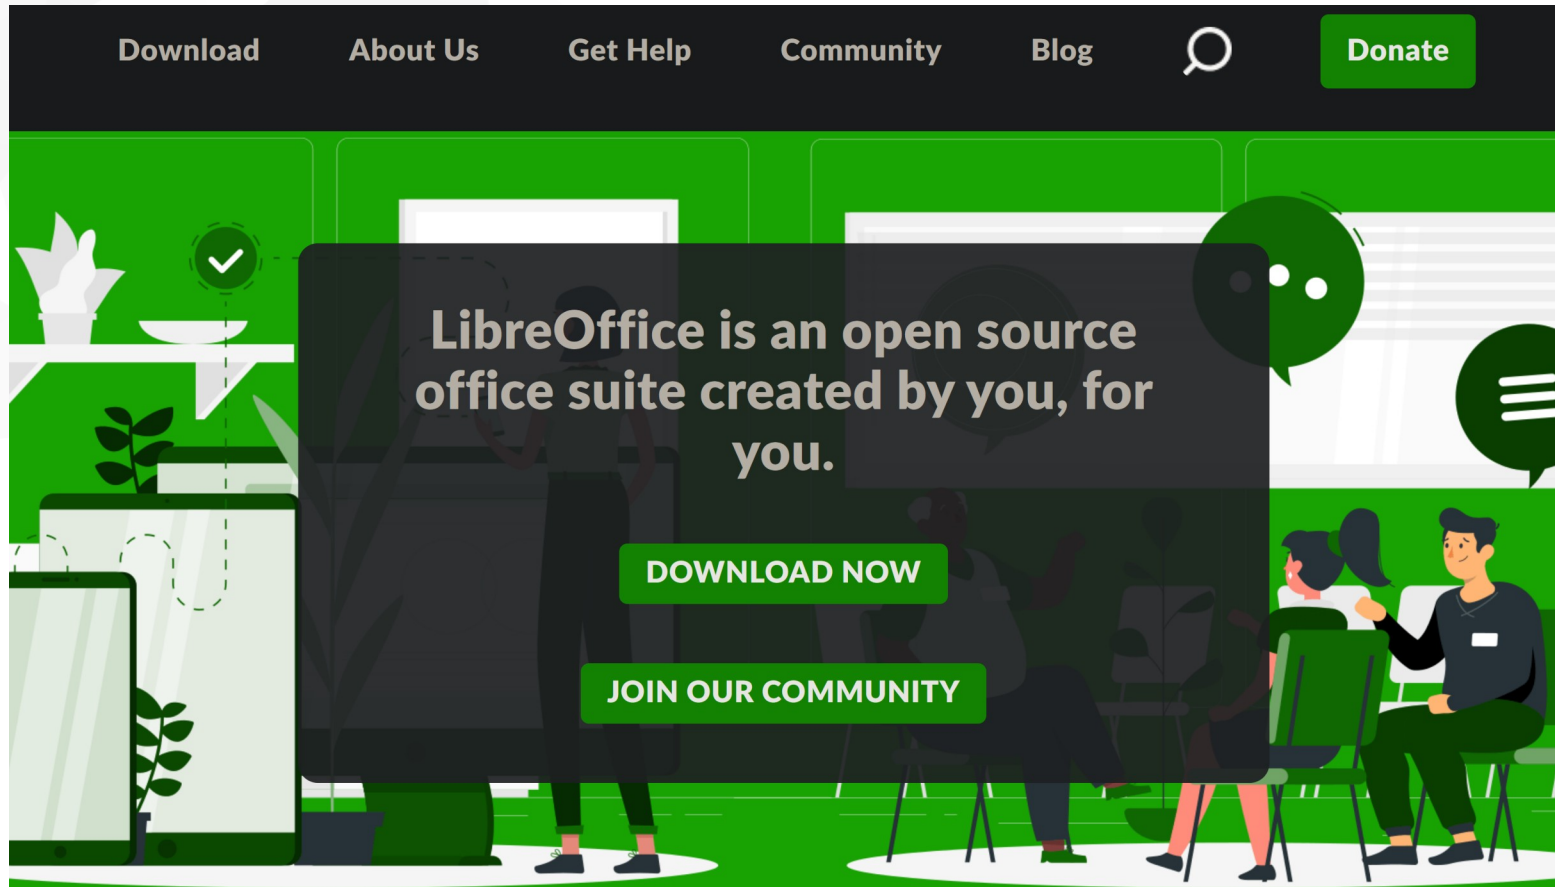 Download About Us Get Help Community Blog Donate
LibreOffice is an open source
office suite created by you, for
you.
DOWNLOAD NOW
JOIN OUR COMMUNITY